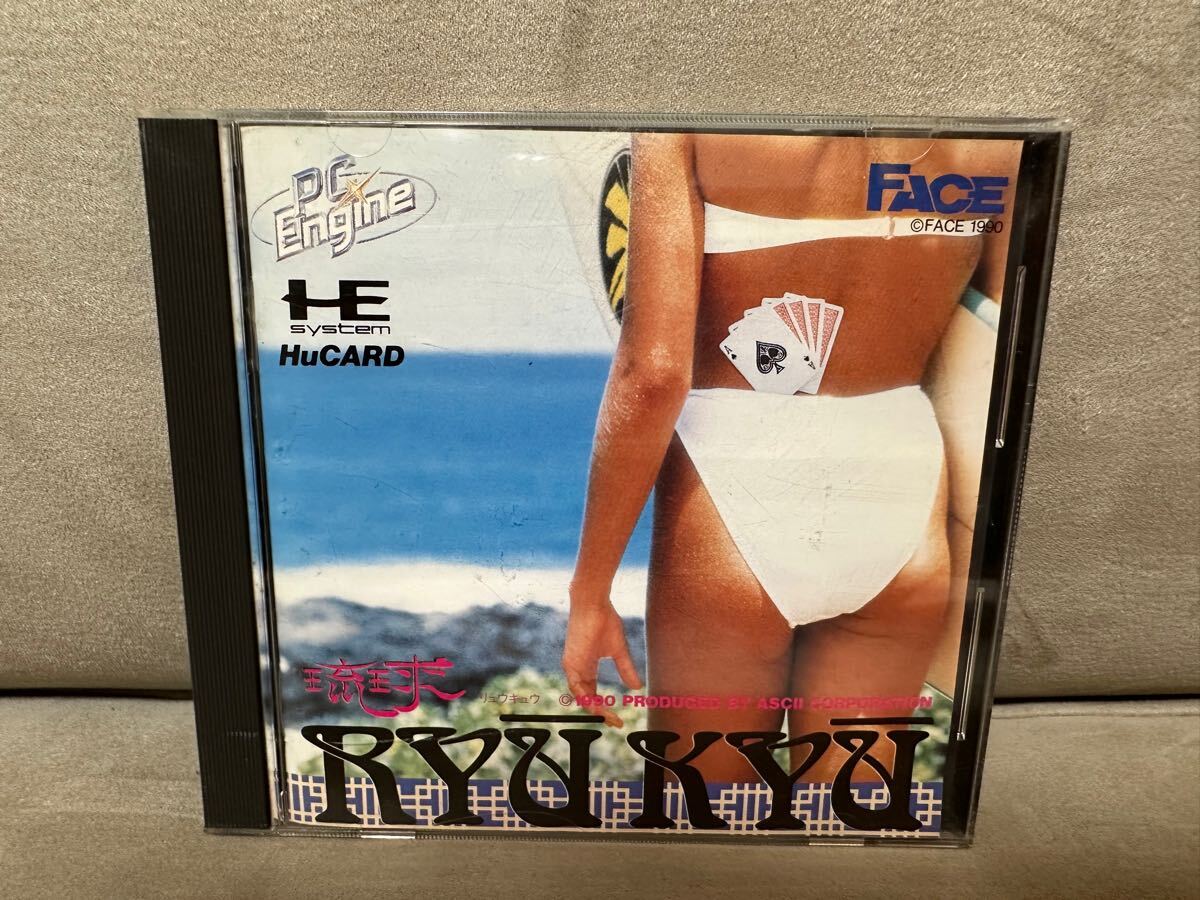 PC Engine
FACE
©FACE 1990
HE
system
HuCARD
A
A
琉球
リュウキュウ
©1990 PRODUCED BY ASCII CORPORATION
RYŪKYŪ